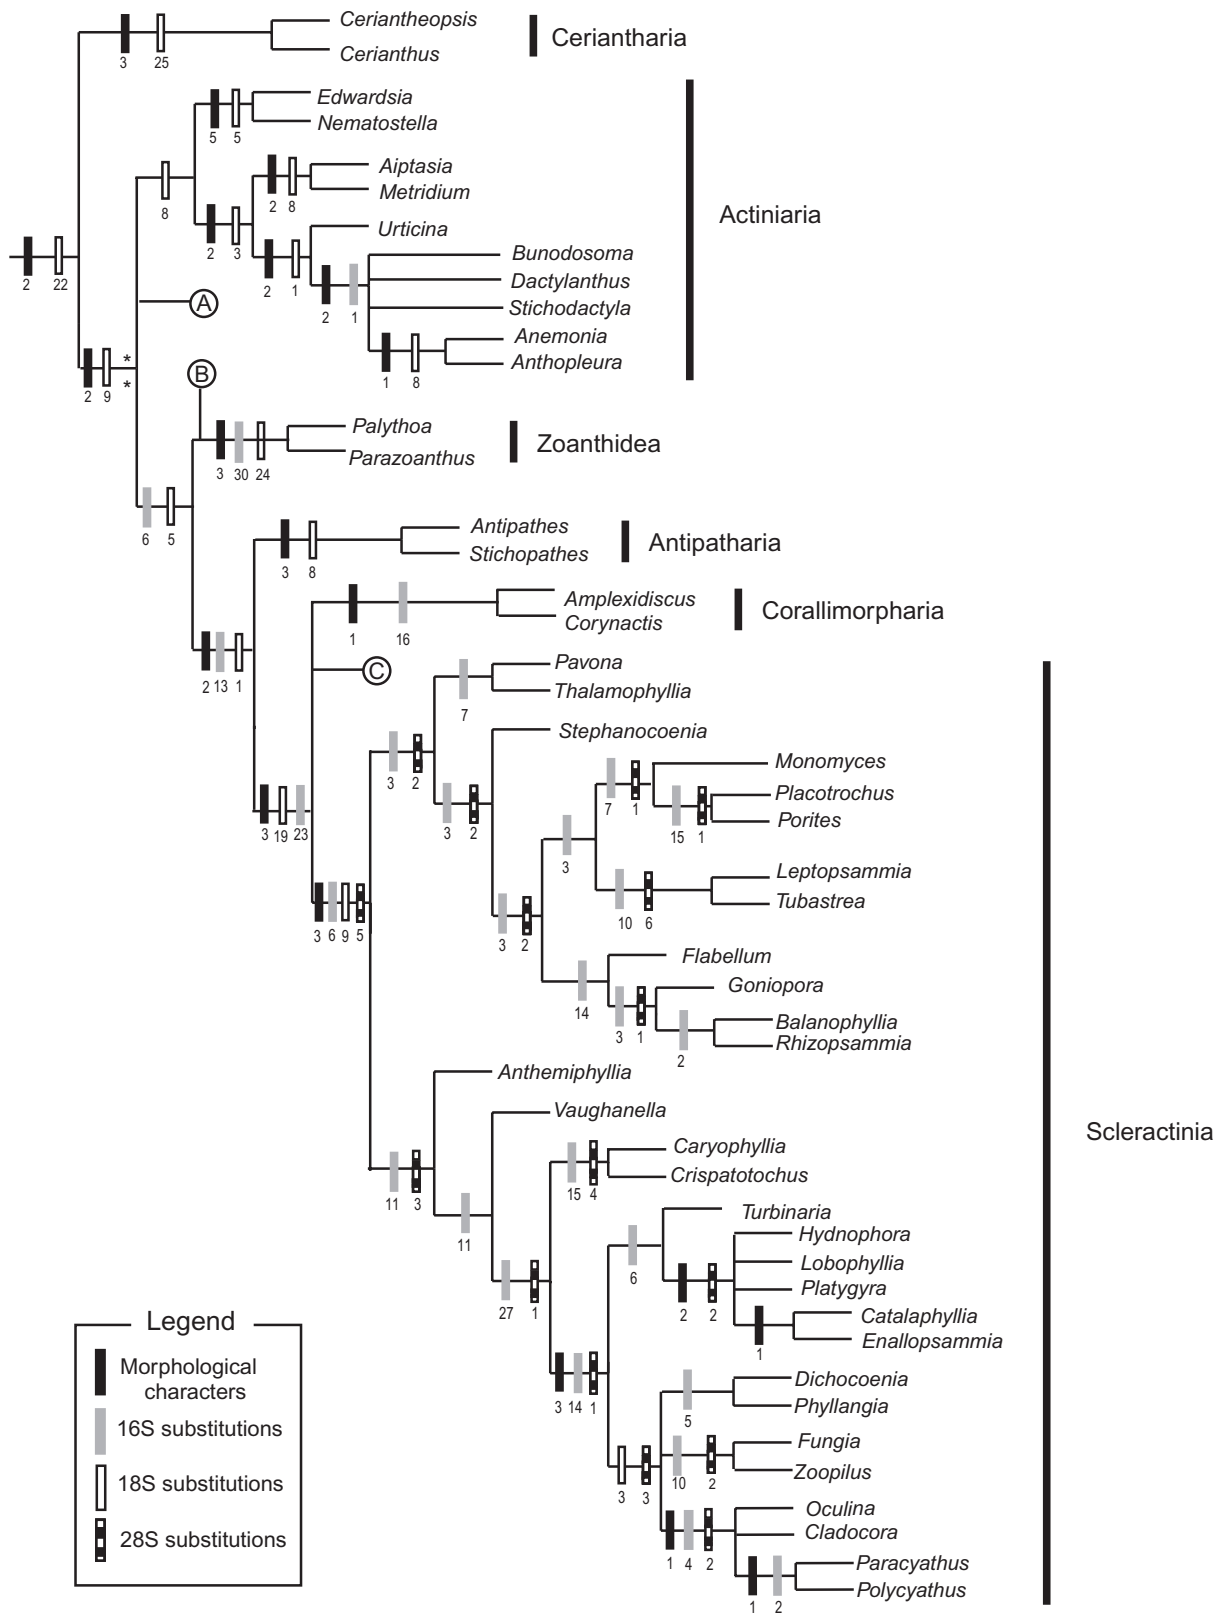 Ceriantheopsis
Cerianthus
3 25
Ceriantharia
Edwardsia
Nematostella
5 5
Aiptasia
Metridium
2 8
8
Urticina
2 3
Actiniaria
Bunodosoma
Dactylanthus
Stichodactyla
2 1
2 22
A
2 1
Anemonia
Anthopleura
1 8
*
*
2 9
B
Palythoa
Parazoanthus
3 30 24
Zoanthidea
6 5
Antipathes
Stichopathes
3 8
Antipatharia
Amplexidiscus
Corynactis
1 16
Corallimorpharia
2 13 1
C
Pavona
Thalamophyllia
7
Stephanocoenia
3 2
Monomyces
Placotrochus
Porites
7 1
15 1
3 2
3 19 23
3
Leptopsammia
Tubastrea
10 6
3 6 9 5
3 2
Flabellum
Goniopora
14
3 1
Balanophyllia
Rhizopsammia
2
Anthemiphyllia
Vaughanella
Scleractinia
Caryophyllia
Crispatotochus
11 3
15 4
11
Turbinaria
Hydnophora
Lobophyllia
Platygyra
6
27 1
2 2
Catalaphyllia
Enallopsammia
1
3 14 1
Dichocoenia
Phyllangia
5
Fungia
Zoopilus
10 2
3 3
Oculina
Cladocora
1 4 2
Paracyathus
Polycyathus
1 2
Legend
Morphological
characters
16S substitutions
18S substitutions
28S substitutions